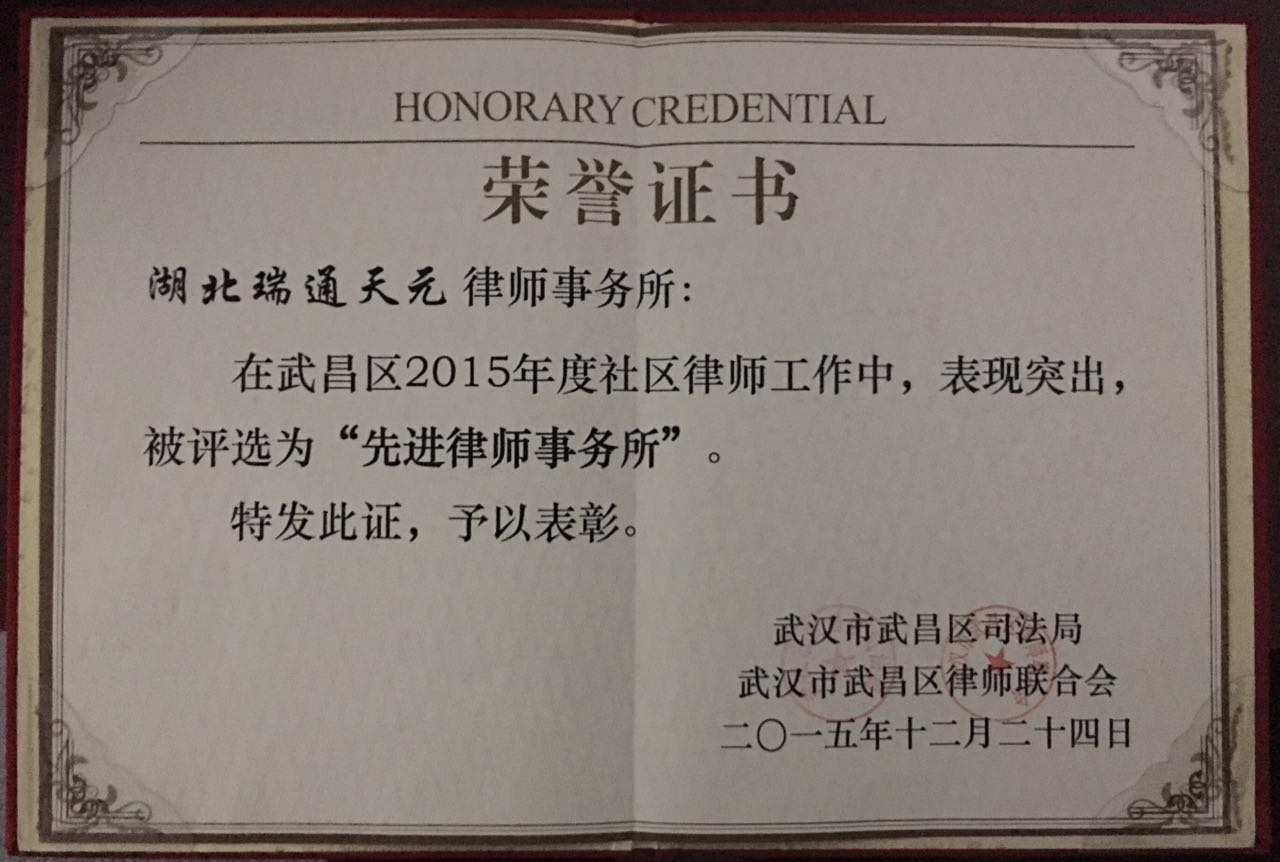 HONORARY CREDENTIAL
荣誉证书
湖北瑞通天元 律师事务所：
在武昌区2015年度社区律师工作中，表现突出，
被评选为“先进律师事务所”。
特发此证，予以表彰。
武汉市武昌区司法局
武汉市武昌区律师联合会
二〇一五年十二月二十四日